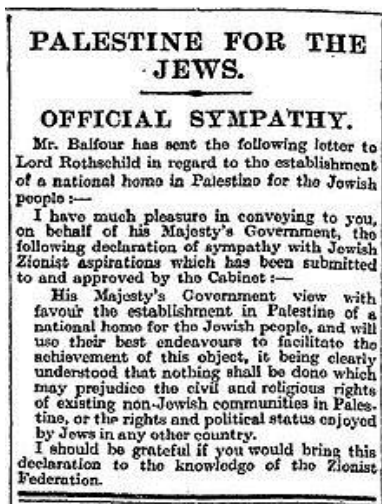 PALESTINE FOR THE
JEWS.
OFFICIAL SYMPATHY.
Mr. Balfour has sent the following letter to
Lord Rothschild in regard to the establishment
of a national home in Palestine for the Jewish
people :—
I have much pleasure in conveying to you,
on behalf of his Majesty's Government, the
following declaration of sympathy with Jewish
Zionist aspirations which has been submitted
to and approved by the Cabinet :—
His Majesty's Government view with
favour the establishment in Palestine of a
national home for the Jewish people, and will
use their best endeavours to facilitate the
achievement of this object, it being clearly
understood that nothing shall be done which
may prejudice the civil and religious rights
of existing non-Jewish communities in Pales-
tine, or the rights and political status enjoyed
by Jews in any other country.
I should be grateful if you would bring this
declaration to the knowledge of the Zionist
Federation.